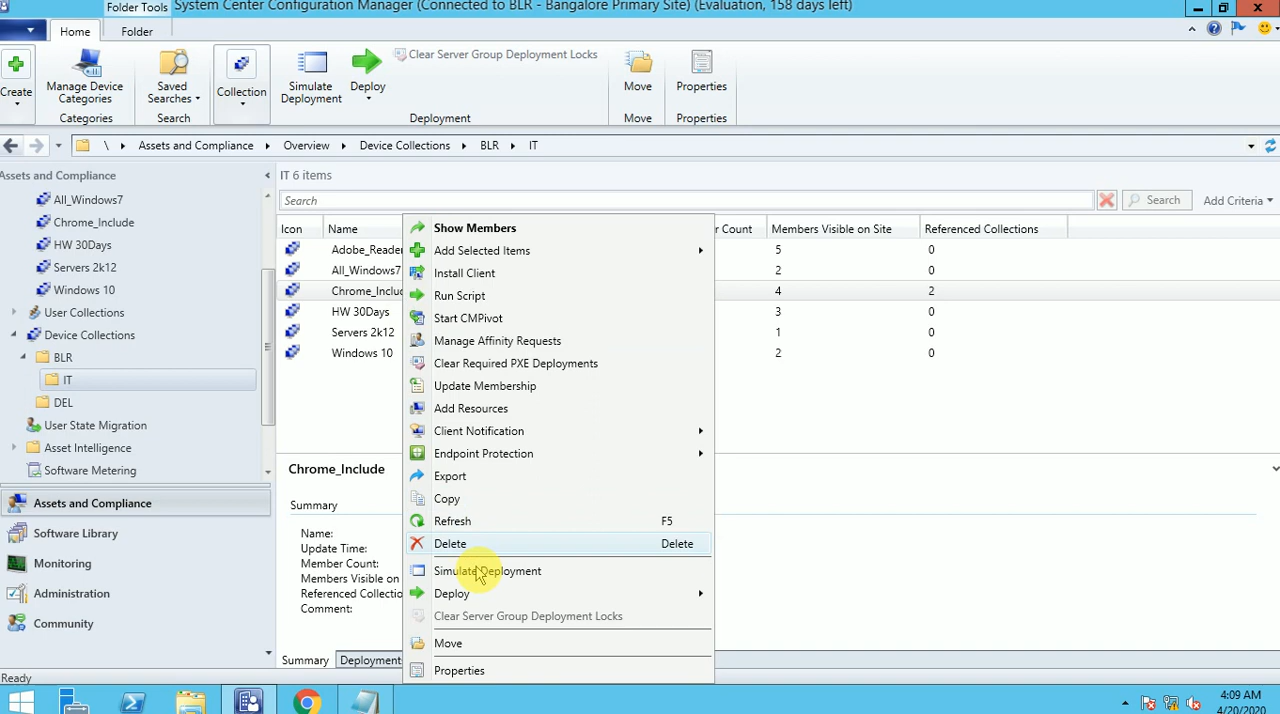 Folder Tools
System Center Configuration Manager (Connected to BLR - Bangalore Primary Site) (Evaluation, 158 days left)
Home
Folder
Create
Manage Device
Categories
Saved
Searches
Collection
Simulate
Deployment
Deploy
Clear Server Group Deployment Locks
Move
Properties
Categories
Search
Deployment
Move
Properties
\ Assets and Compliance Overview Device Collections BLR IT
Assets and Compliance
All_Windows7
Chrome_Include
HW 30Days
Servers 2k12
Windows 10
User Collections
Device Collections
BLR
IT
DEL
User State Migration
Asset Intelligence
Software Metering
Assets and Compliance
Software Library
Monitoring
Administration
Community
IT 6 items
Search
Search
Add Criteria
Icon Name r Count Members Visible on Site Referenced Collections
Adobe_Reade 5 0
All_Windows7 2 0
Chrome_Includ 4 2
HW 30Days 3 0
Servers 2k12 1 0
Windows 10 2 0
Show Members
Add Selected Items
Install Client
Run Script
Start CMPivot
Manage Affinity Requests
Clear Required PXE Deployments
Update Membership
Add Resources
Client Notification
Endpoint Protection
Export
Copy
Refresh F5
Delete Delete
Simulate Deployment
Deploy
Clear Server Group Deployment Locks
Move
Properties
Chrome_Include
Summary
Name:
Update Time:
Member Count:
Members Visible on
Referenced Collectio
Comment:
Summary Deployment
Ready
4:09 AM
4/20/2020